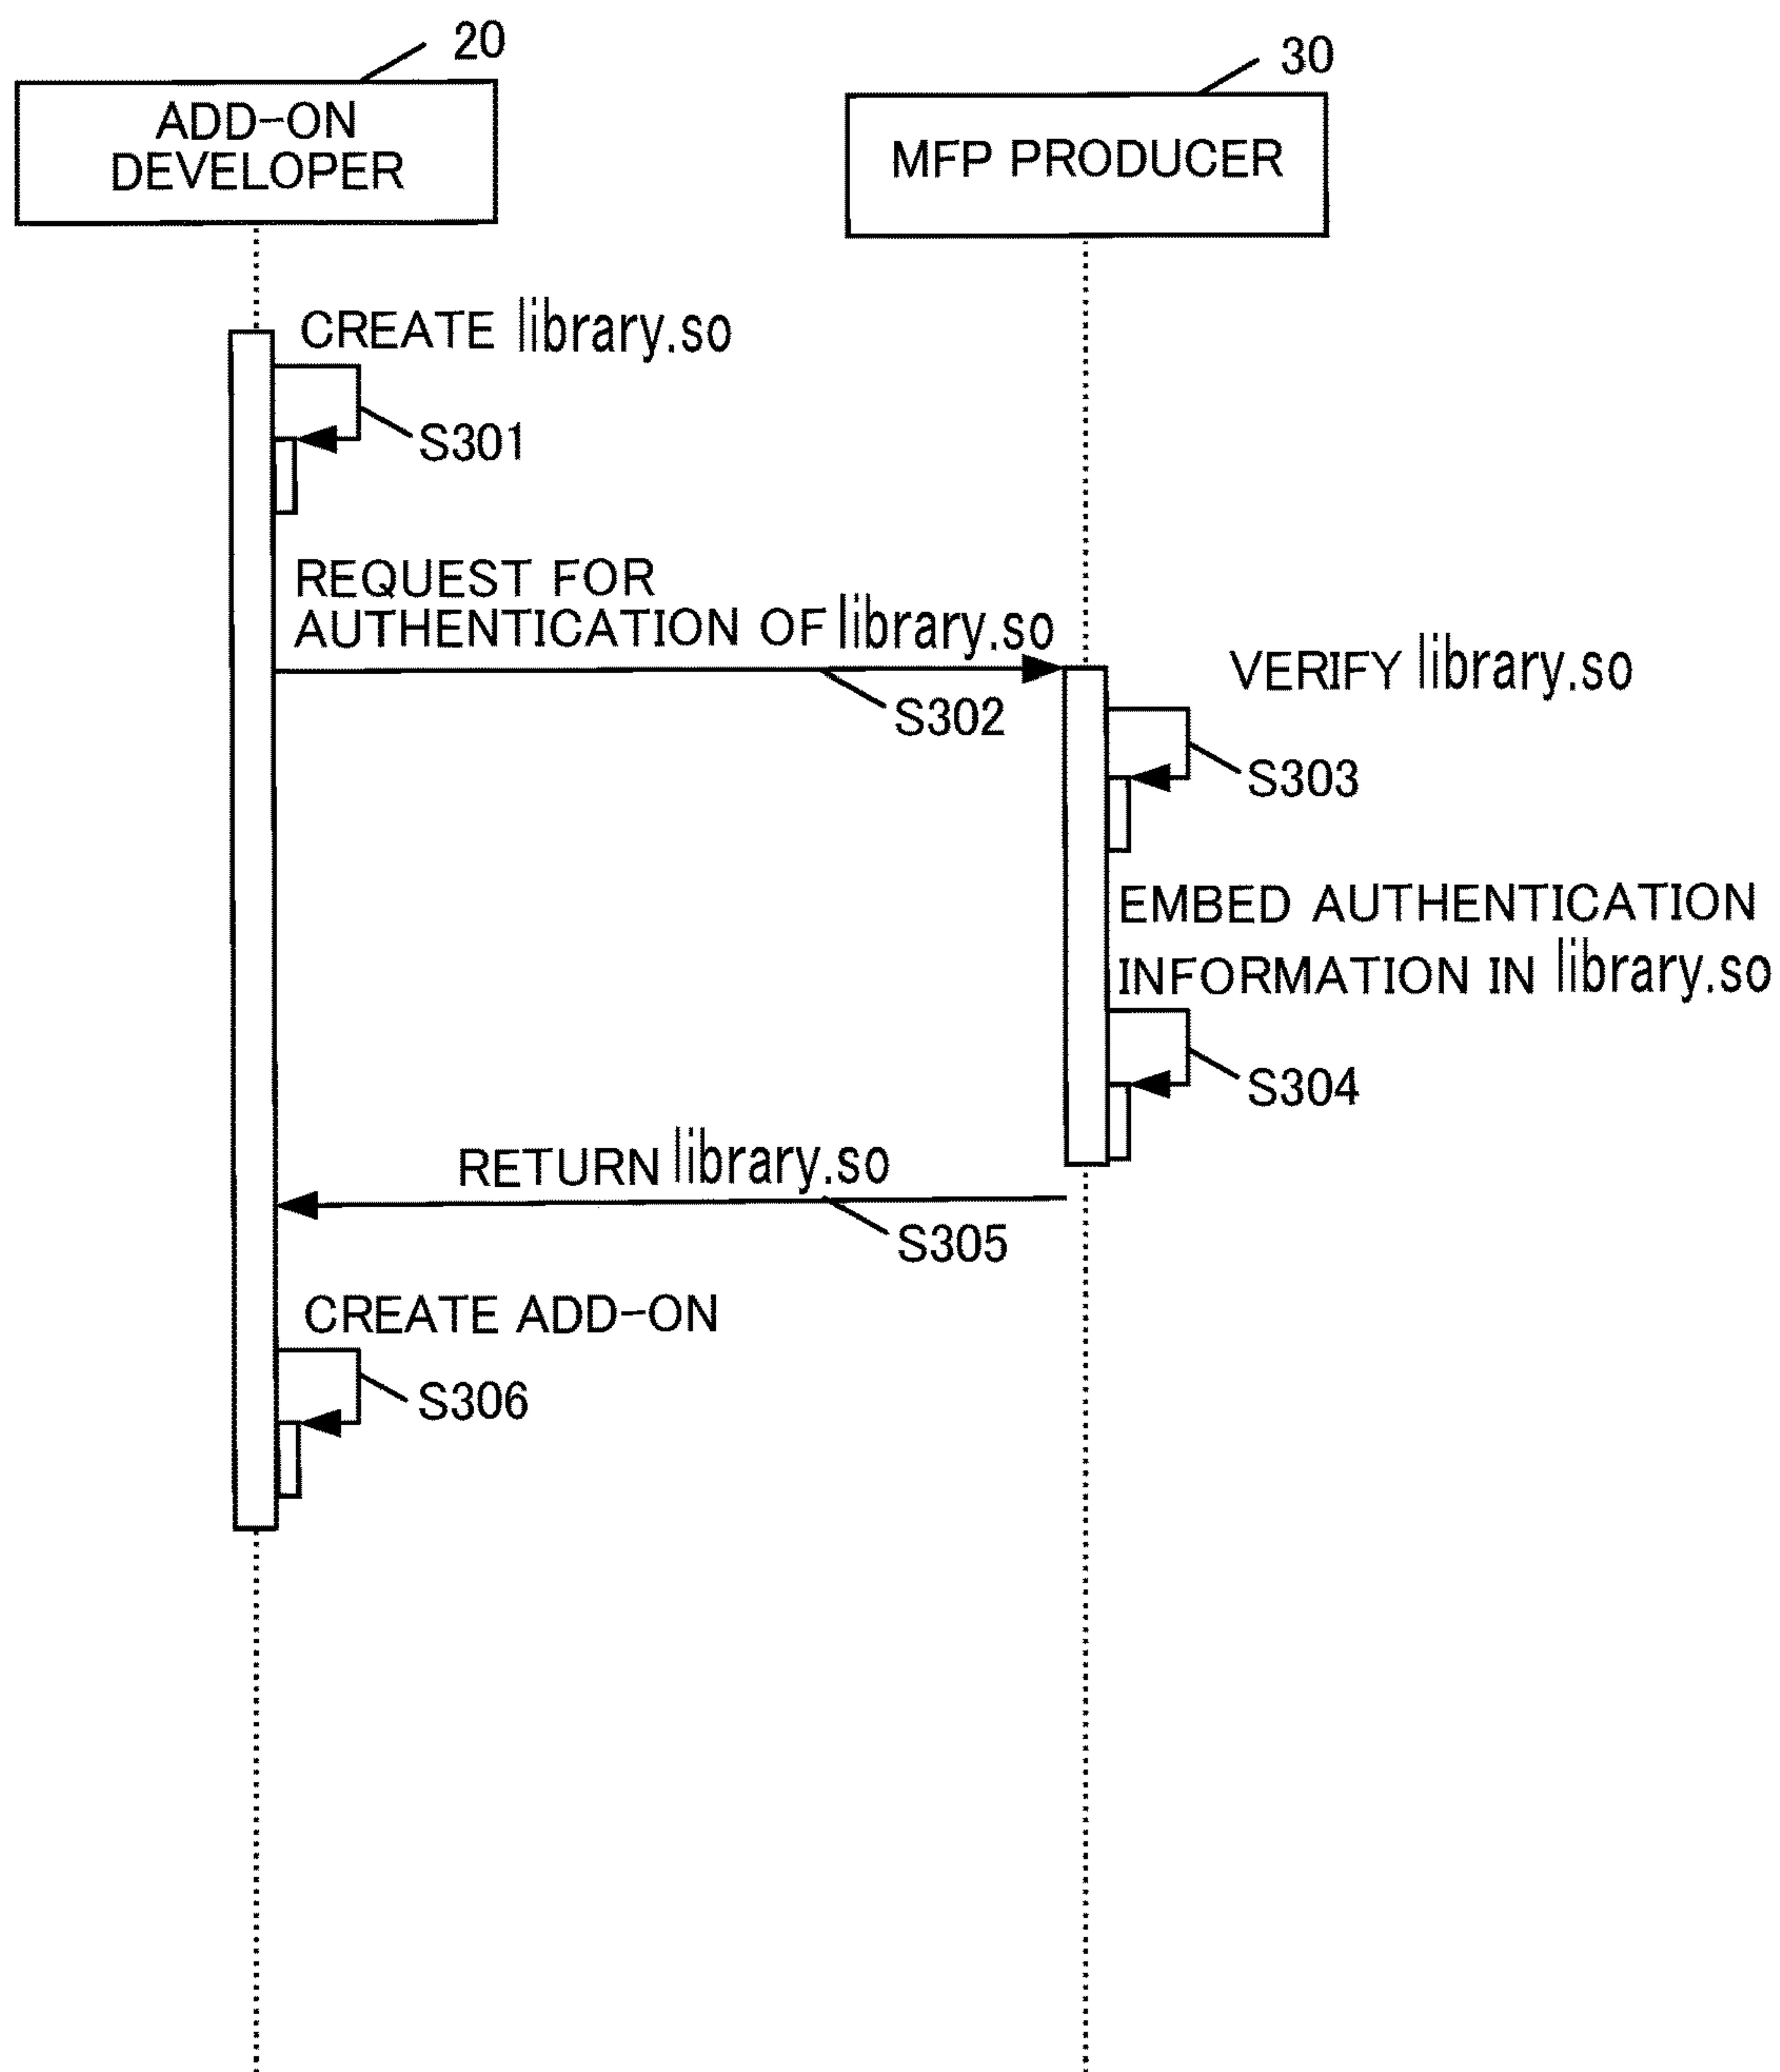 20
30
ADD-ON
DEVELOPER
MFP PRODUCER
CREATE library.so
S301
REQUEST FOR
AUTHENTICATION OF library.so
S302
VERIFY library.so
S303
EMBED AUTHENTICATION
INFORMATION IN library.so
S304
RETURN library.so
S305
CREATE ADD-ON
S306